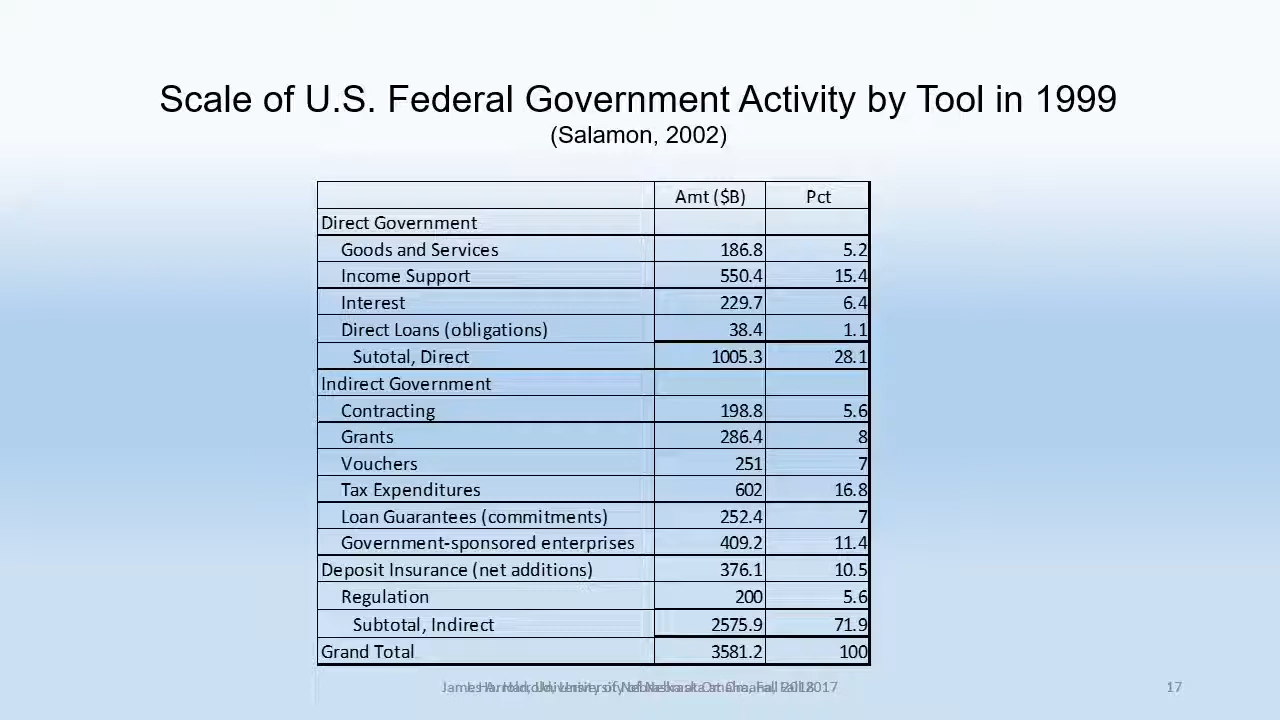 Scale of U.S. Federal Government Activity by Tool in 1999
(Salamon, 2002)
Amt ($B) Pct
Direct Government
Goods and Services 186.8 5.2
Income Support 550.4 15.4
Interest 229.7 6.4
Direct Loans (obligations) 38.4 1.1
Sutotal, Direct 1005.3 28.1
Indirect Government
Contracting 198.8 5.6
Grants 286.4 8
Vouchers 251 7
Tax Expenditures 602 16.8
Loan Guarantees (commitments) 252.4 7
Government-sponsored enterprises 409.2 11.4
Deposit Insurance (net additions) 376.1 10.5
Regulation 200 5.6
Subtotal, Indirect 2575.9 71.9
Grand Total 3581.2 100
17